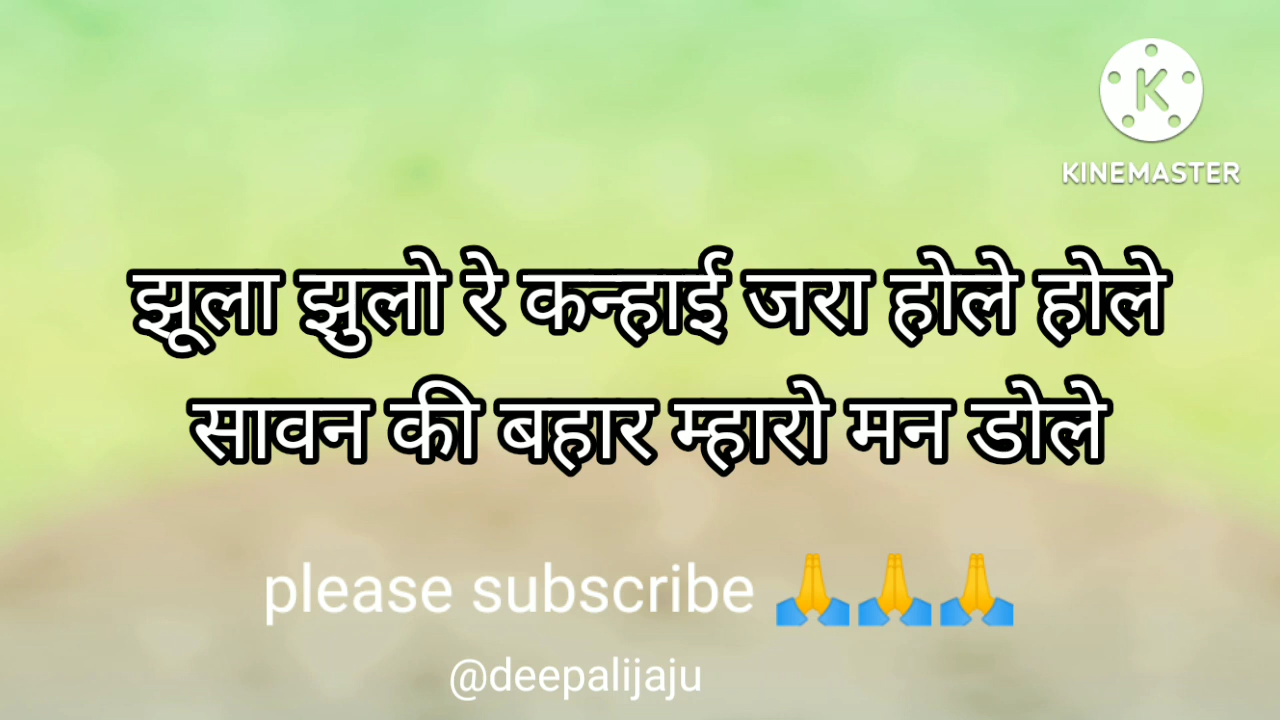 KINEMASTER
झूला झुलो रे कन्हाई जरा होले होले
सावन की बहार म्हारो मन डोले
please subscribe 🙏🙏🙏
@deepalijaju